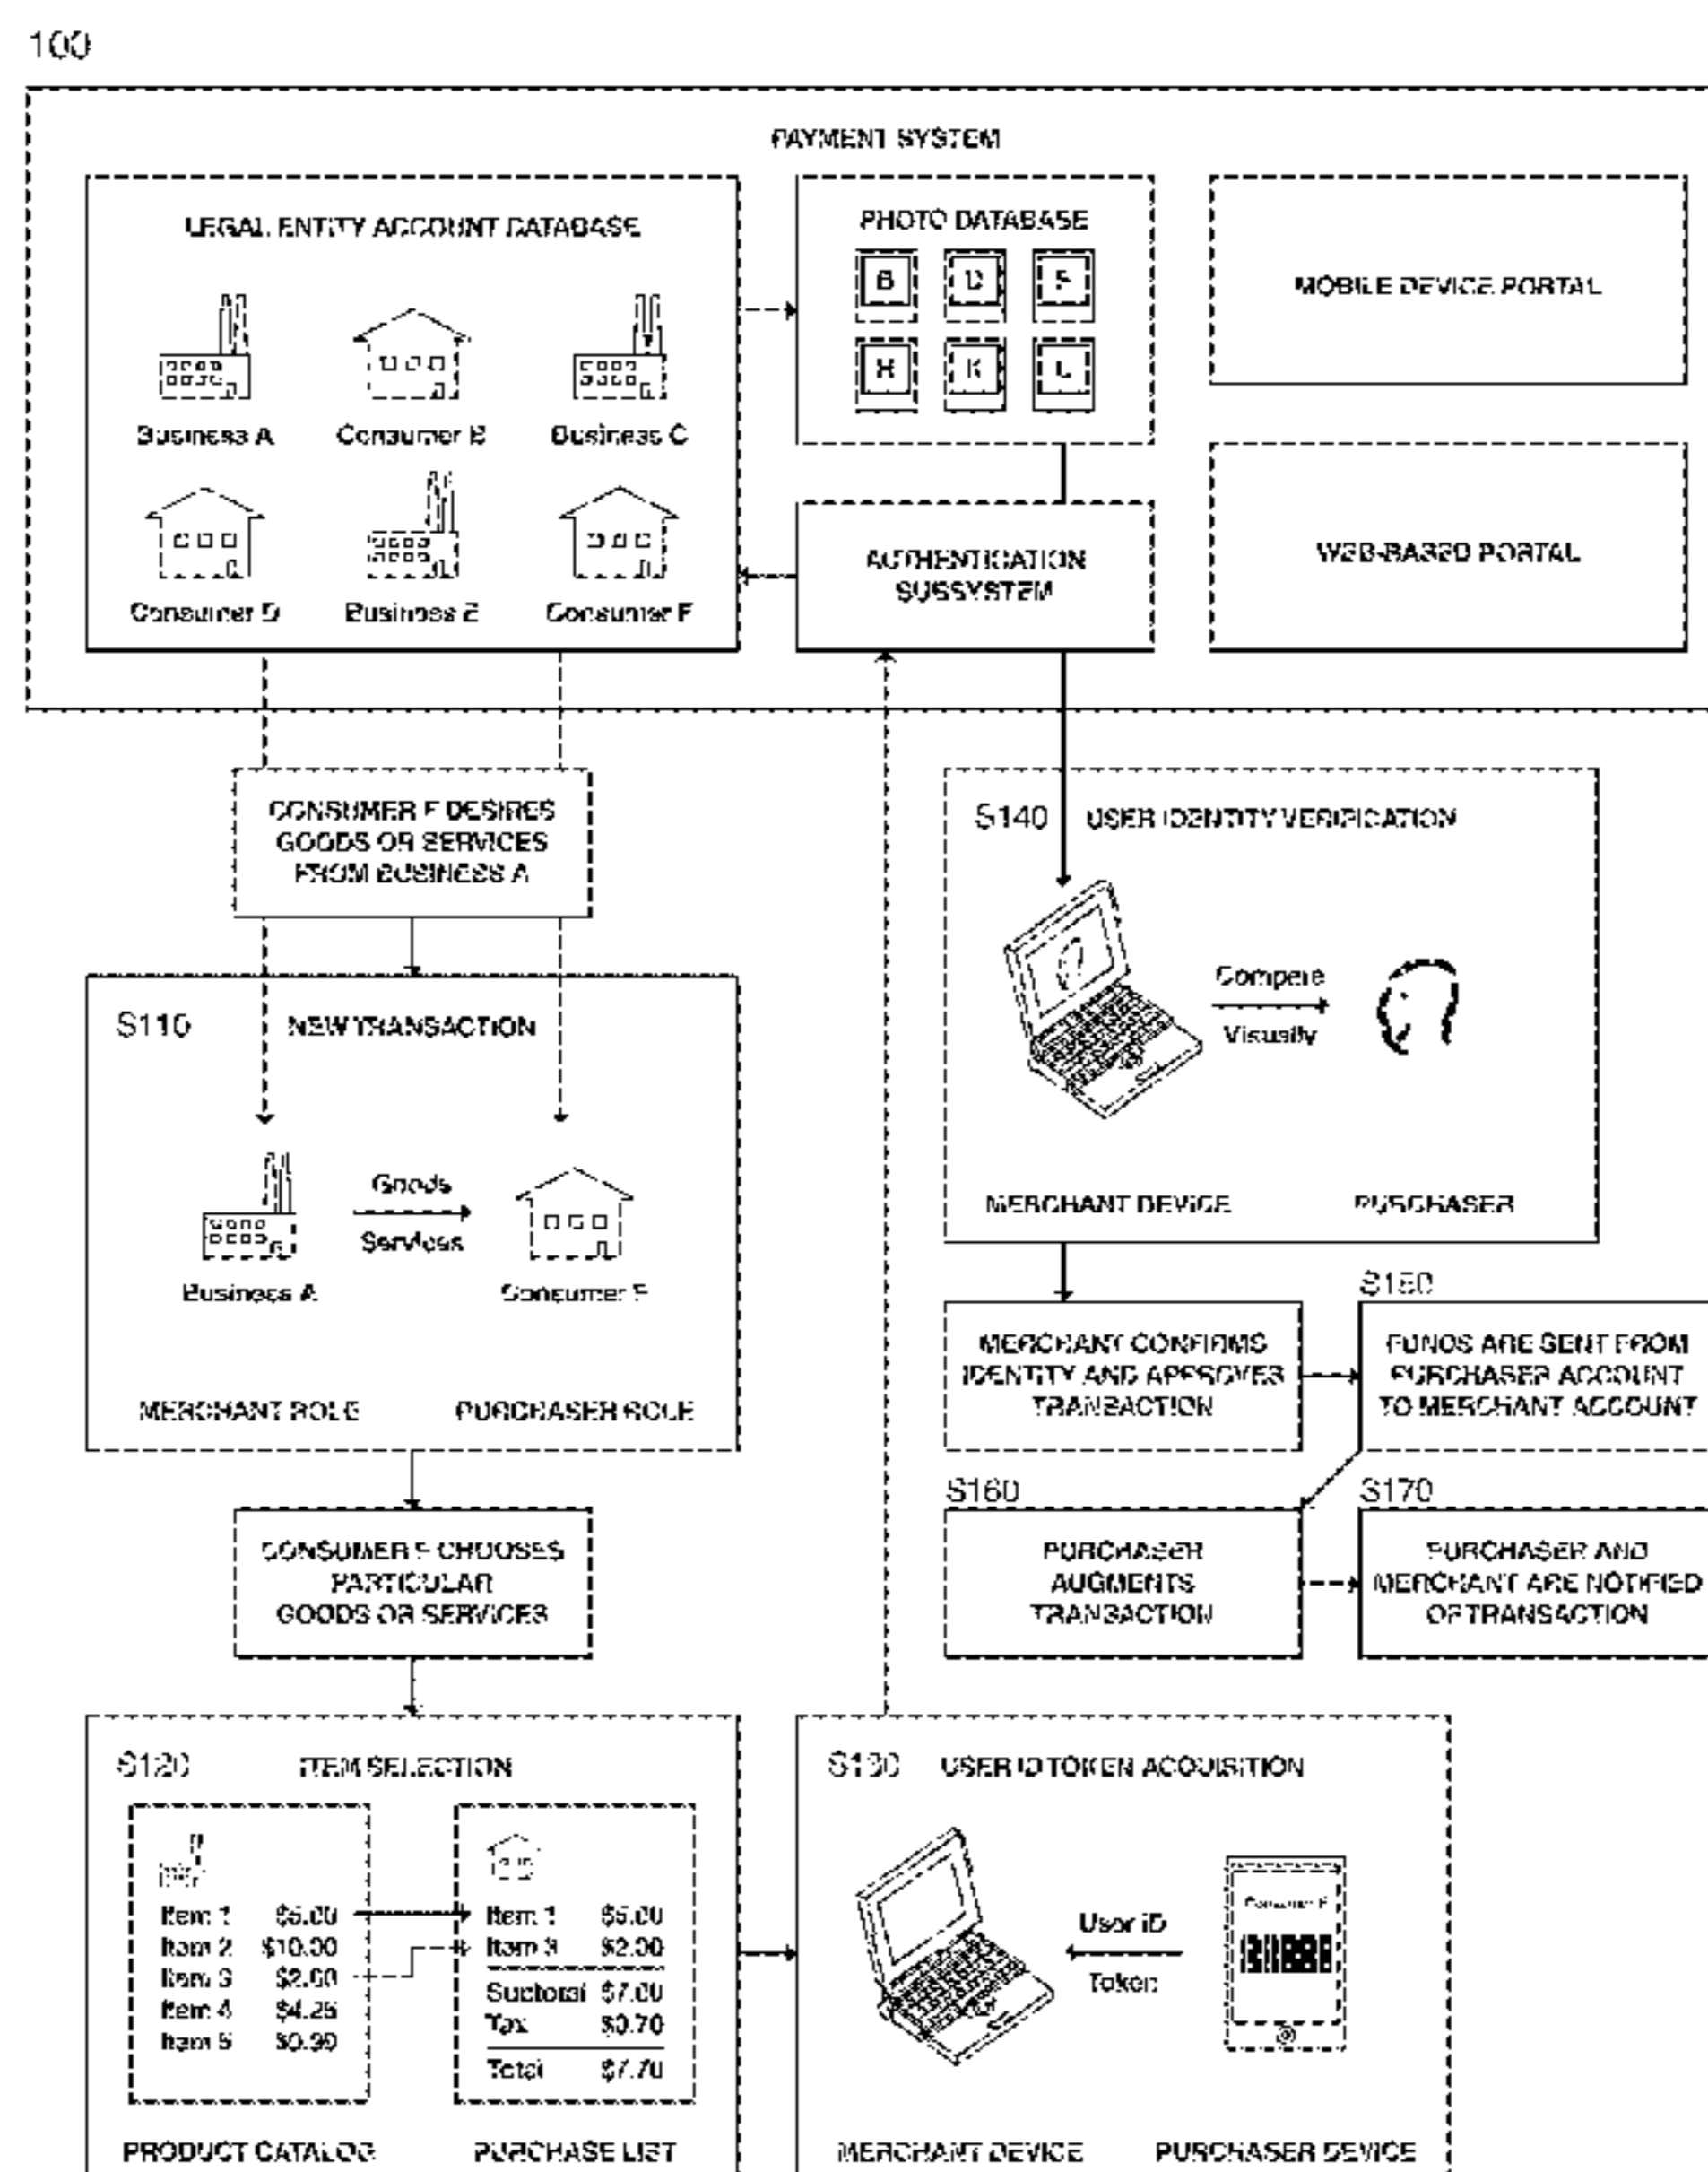 100
PAYMENT SYSTEM
LEGAL ENTITY ACCOUNT DATABASE
Business A
Consumer B
Business C
Consumer D
Business E
Consumer F
PHOTO DATABASE
B D F
H K L
AUTHENTICATION
SUBSYSTEM
MOBILE DEVICE PORTAL
WEB-BASED PORTAL
CONSUMER F DESIRES
GOODS OR SERVICES
FROM BUSINESS A
S110 NEW TRANSACTION
Goods
Services
Business A
Consumer F
MERCHANT ROLE
PURCHASER ROLE
CONSUMER F CHOOSES
PARTICULAR
GOODS OR SERVICES
S120 ITEM SELECTION
Item 1 $5.00
Item 2 $10.00
Item 3 $2.00
Item 4 $4.25
Item 5 $0.99
PRODUCT CATALOG
Item 1 $5.00
Item 3 $2.00
Subtotal $7.00
Tax $0.70
Total $7.70
PURCHASE LIST
S130 USER ID TOKEN ACQUISITION
User ID
Token
Consumer F
MERCHANT DEVICE
PURCHASER DEVICE
S140 USER IDENTITY VERIFICATION
Compare
Visually
MERCHANT DEVICE
PURCHASER
MERCHANT CONFIRMS
IDENTITY AND APPROVES
TRANSACTION
S150
FUNDS ARE SENT FROM
PURCHASER ACCOUNT
TO MERCHANT ACCOUNT
S160
PURCHASER
AUGMENTS
TRANSACTION
S170
PURCHASER AND
MERCHANT ARE NOTIFIED
OF TRANSACTION